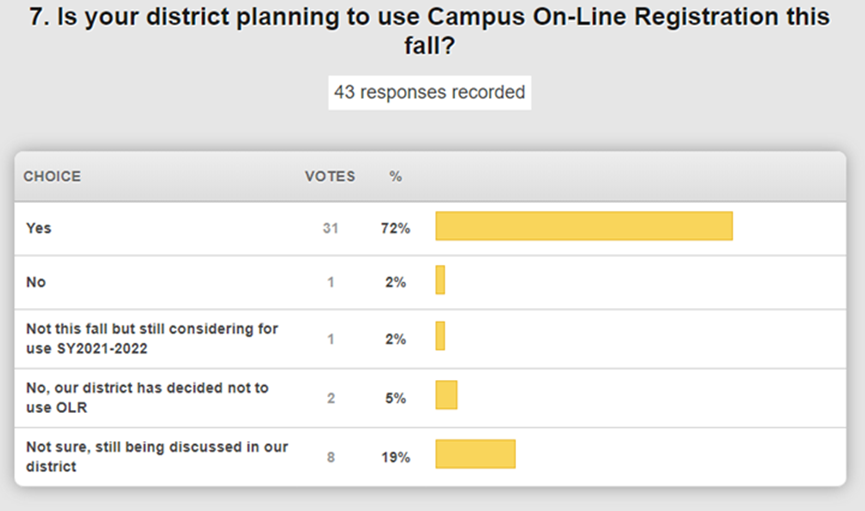 7. Is your district planning to use Campus On-Line Registration this
fall?
43 responses recorded
CHOICE VOTES %
Yes 31 72%
No 1 2%
Not this fall but still considering for
use SY2021-2022 1 2%
No, our district has decided not to
use OLR 2 5%
Not sure, still being discussed in our
district 8 19%